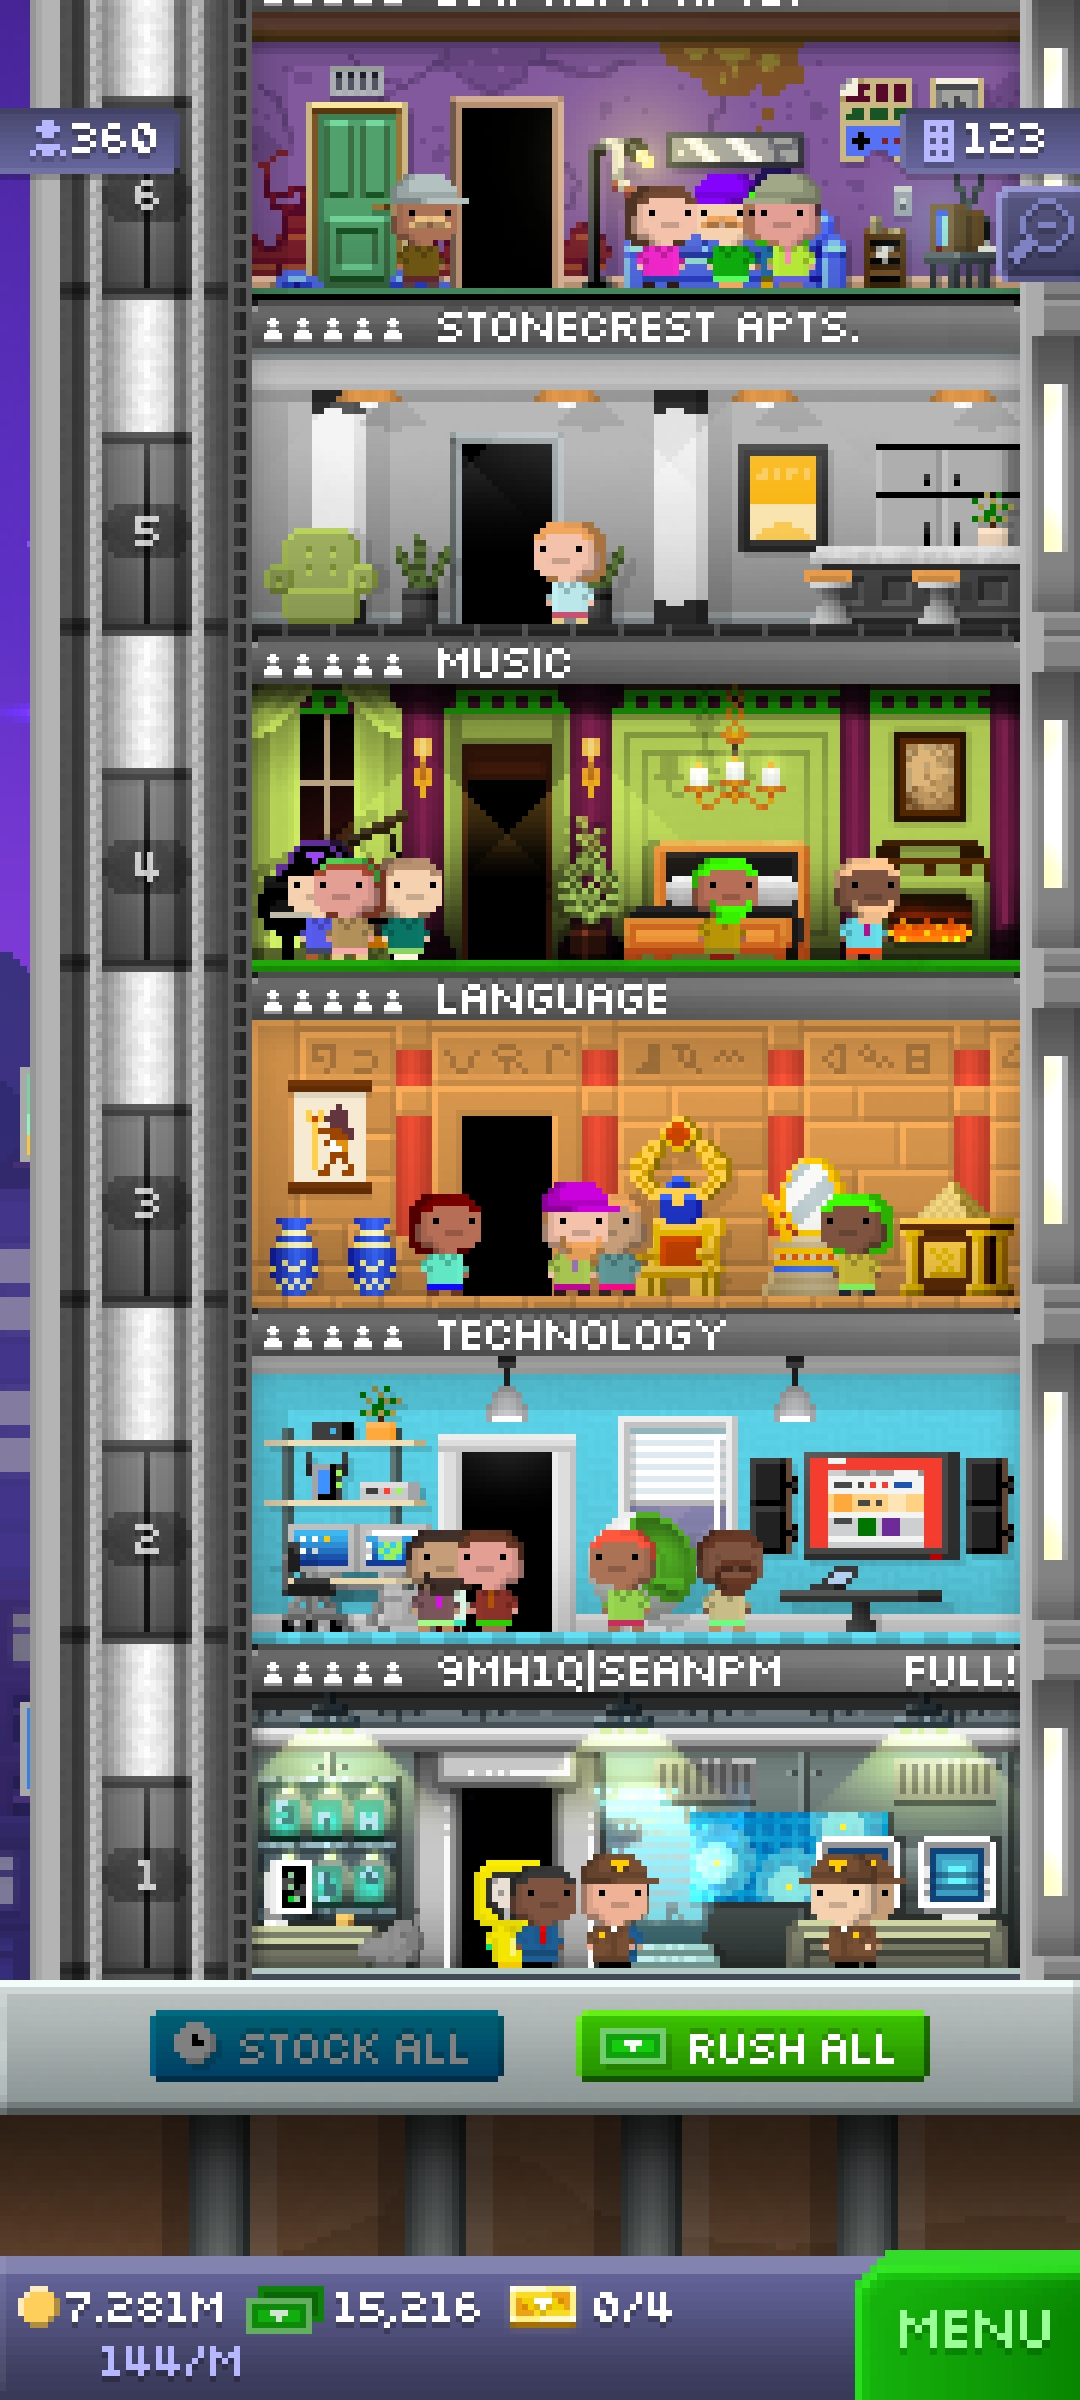 360
123
6
STONECREST APTS.
5
MUSIC
4
LANGUAGE
3
TECHNOLOGY
2
9MH1Q|SEANPM FULL!
1
STOCK ALL
RUSH ALL
7.281M 15,216 0/4
144/M
MENU